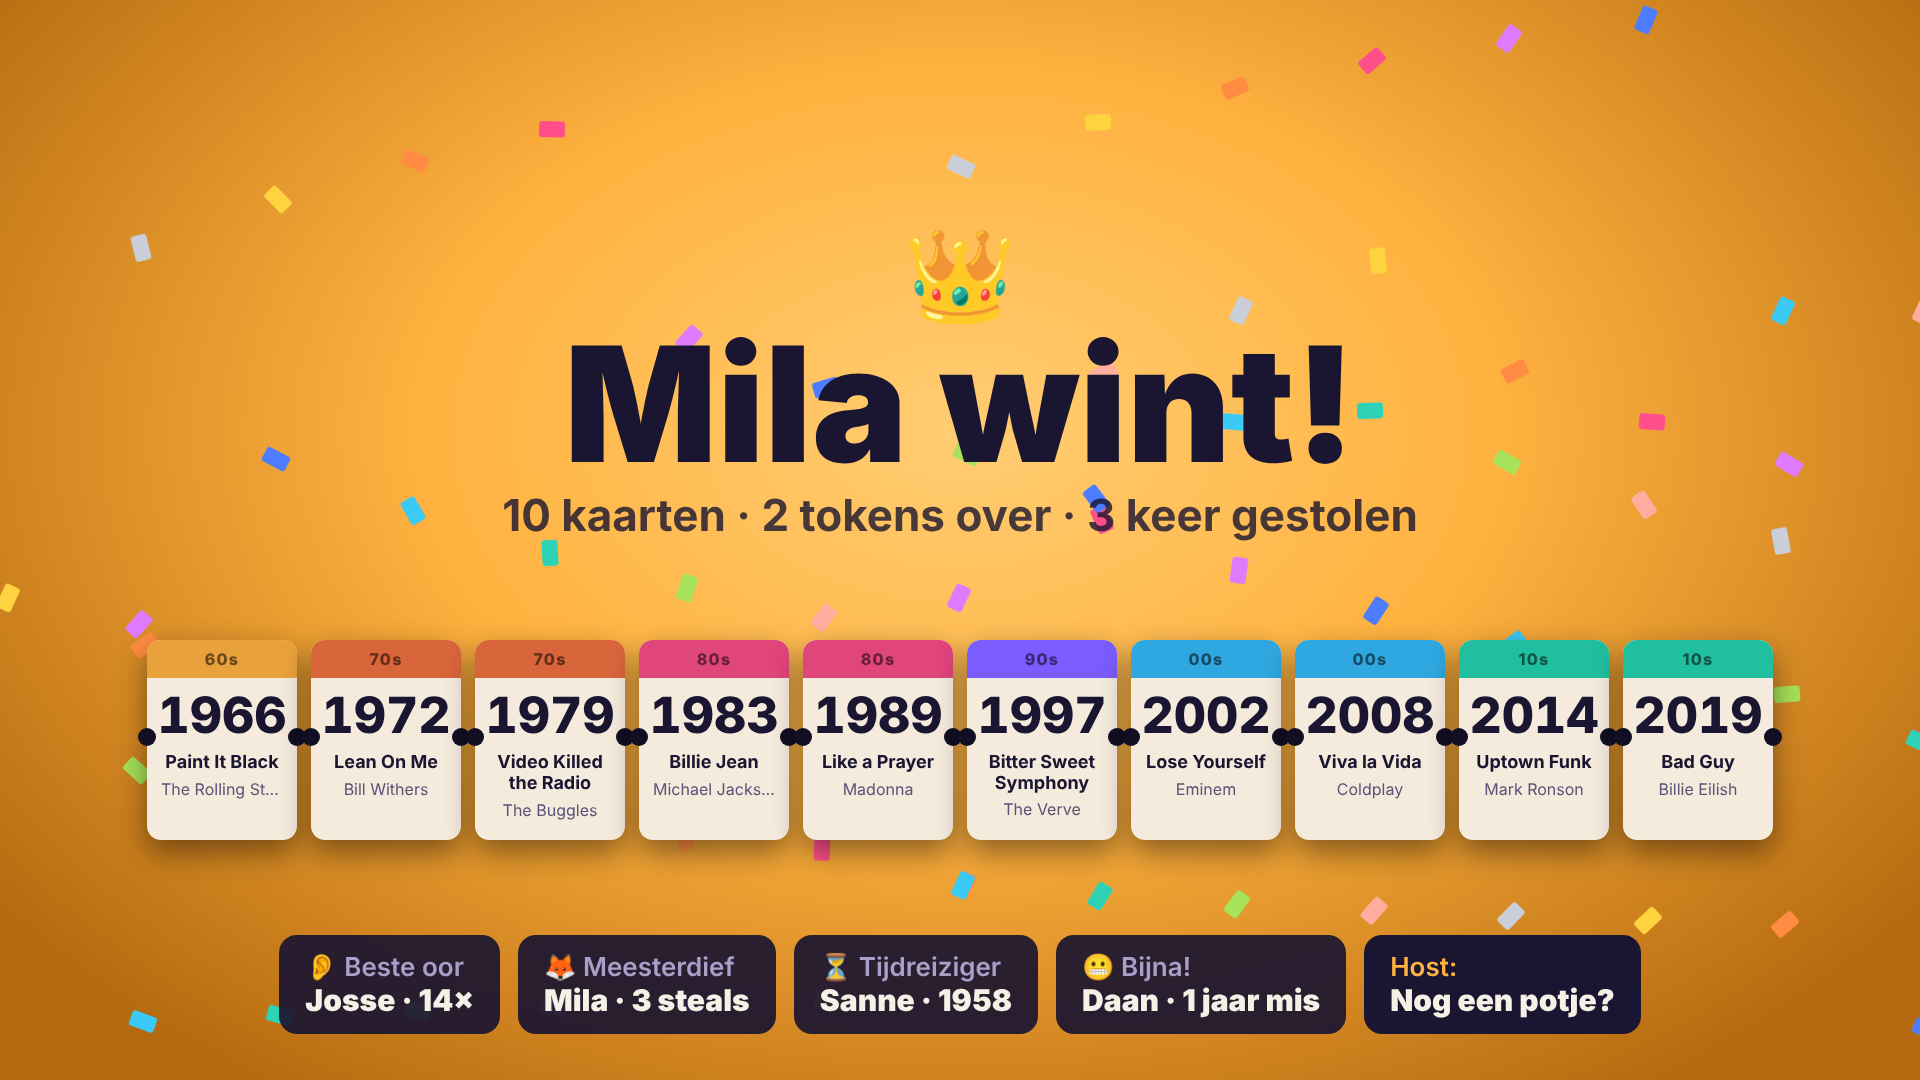 Mila wint!
10 kaarten · 2 tokens over · 3 keer gestolen
60s
1966
Paint It Black
The Rolling St...
70s
1972
Lean On Me
Bill Withers
70s
1979
Video Killed
the Radio
The Buggles
80s
1983
Billie Jean
Michael Jacks...
80s
1989
Like a Prayer
Madonna
90s
1997
Bitter Sweet
Symphony
The Verve
00s
2002
Lose Yourself
Eminem
00s
2008
Viva la Vida
Coldplay
10s
2014
Uptown Funk
Mark Ronson
10s
2019
Bad Guy
Billie Eilish
👂 Beste oor
Josse · 14×
🦊 Meesterdief
Mila · 3 steals
⏳ Tijdreiziger
Sanne · 1958
😬 Bijna!
Daan · 1 jaar mis
Host:
Nog een potje?